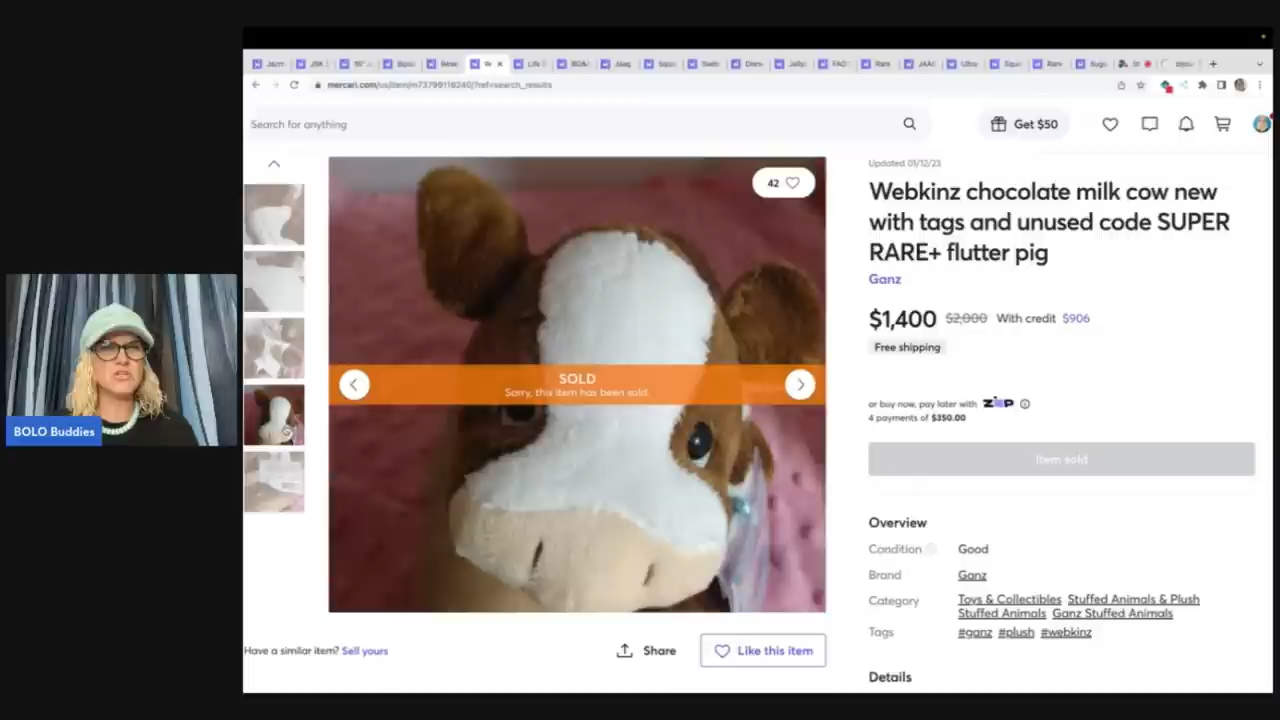 mercari.com/us/item/m73799116240/?ref=search_results
Search for anything
Get $50
Updated 01/12/23
Webkinz chocolate milk cow new
with tags and unused code SUPER
RARE+ flutter pig
Ganz
42
$1,400 $2,000 With credit $906
Free shipping
SOLD
Sorry, this item has been sold.
or buy now, pay later with ZIP
4 payments of $350.00
BOLO Buddies
Item sold
Overview
Condition Good
Brand Ganz
Category Toys & Collectibles Stuffed Animals & Plush
Stuffed Animals Ganz Stuffed Animals
Tags #ganz #plush #webkinz
Have a similar item? Sell yours
Share
Like this item
Details